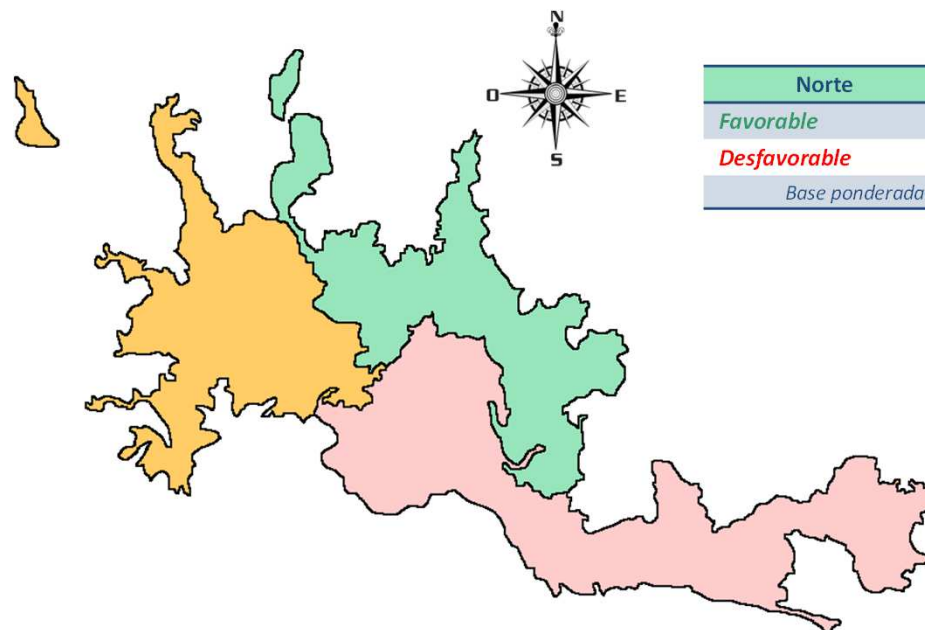 N
O E
S
Norte
Favorable
Desfavorable
Base ponderada